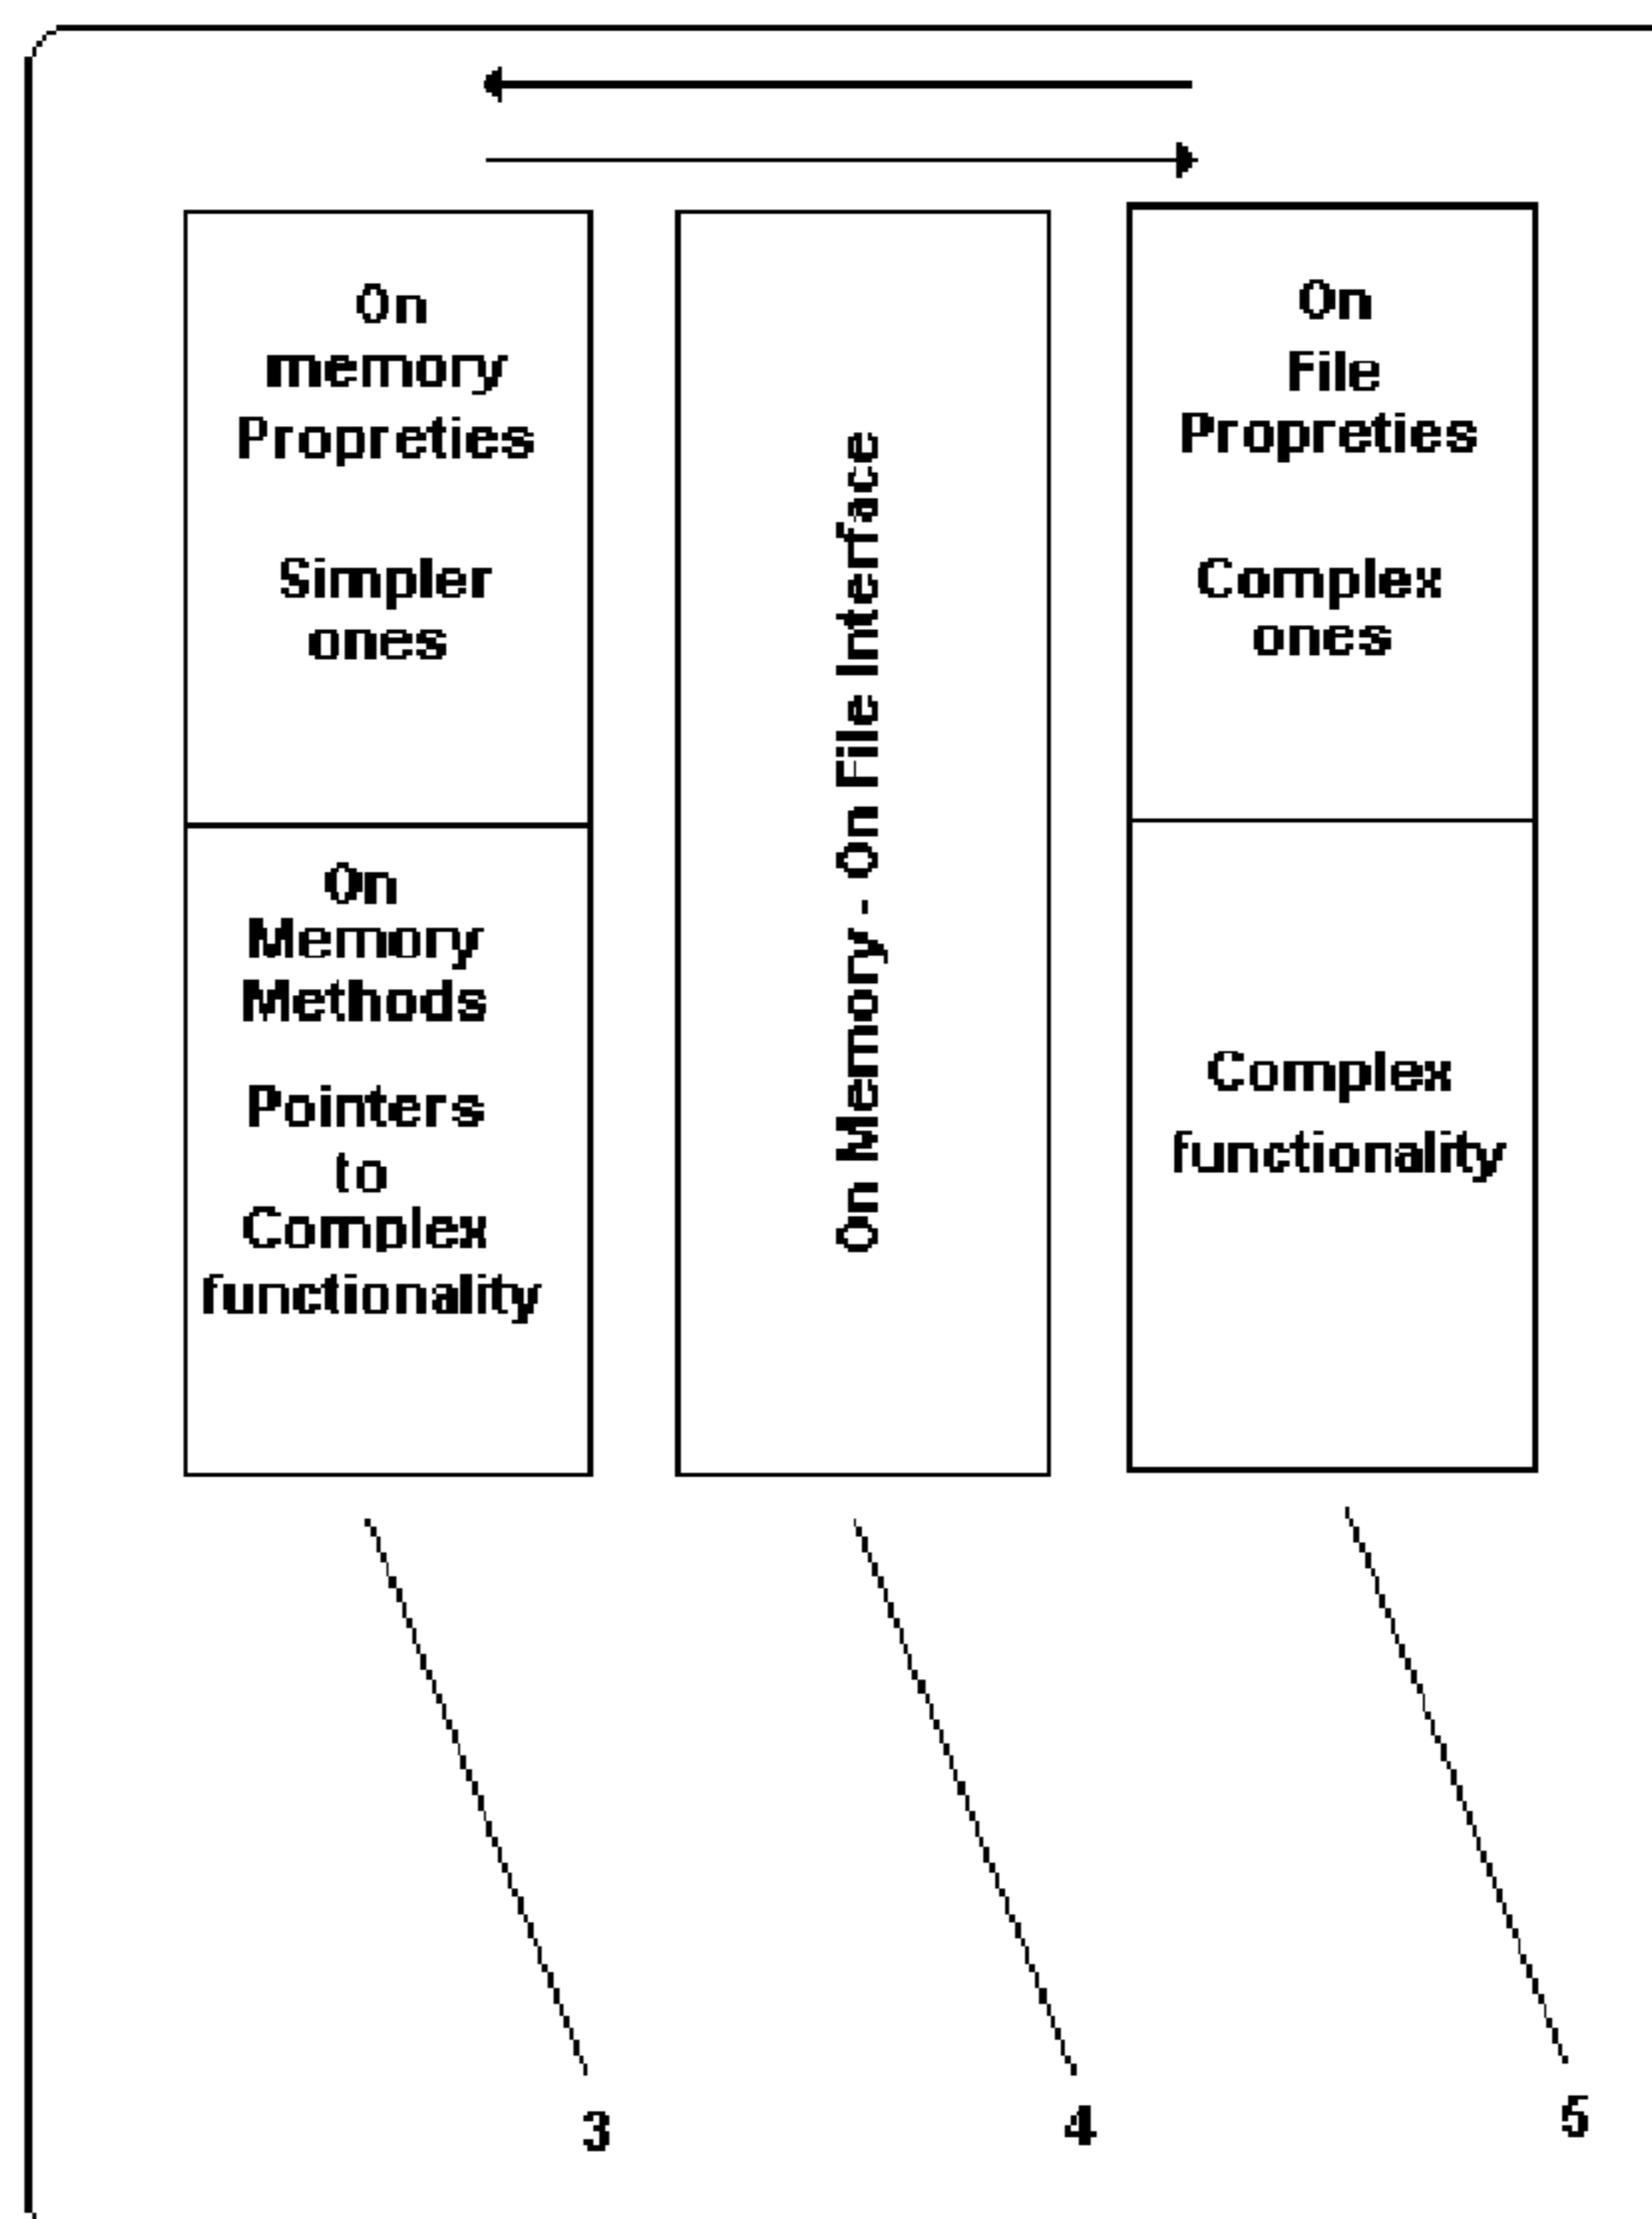 On
memory
Propreties
Simpler
ones
On
Memory
Methods
Pointers
to
Complex
functionality
On Memory - On File Interface
On
File
Propreties
Complex
ones
Complex
functionality
3
4
5